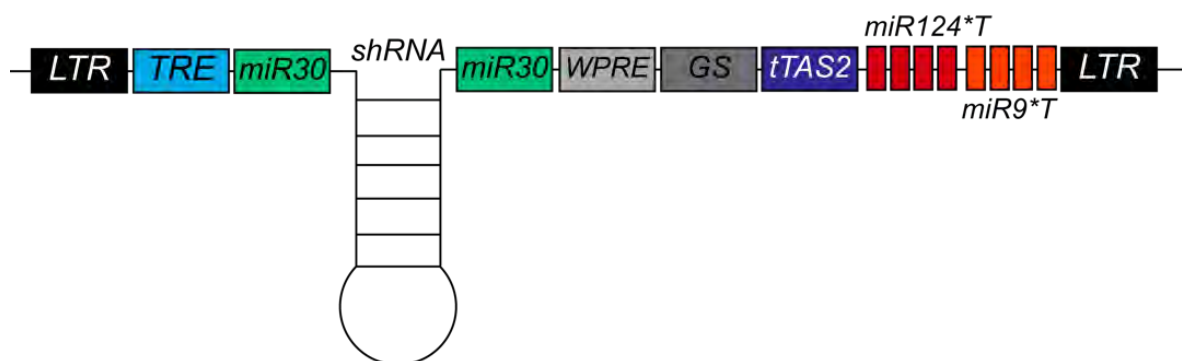 LTR TRE miR30 shRNA miR30 WPRE GS tTAS2 miR124*T LTR
miR9*T